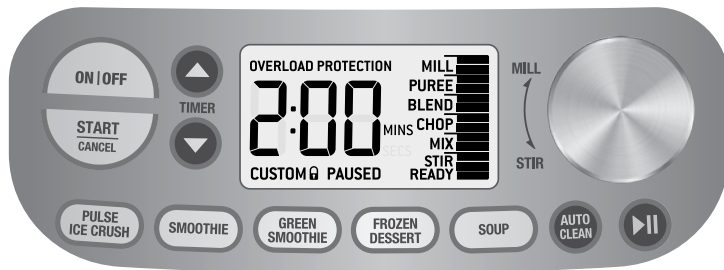 ON | OFF
START
CANCEL
TIMER
OVERLOAD PROTECTION
2:00
MINS
SECS
CUSTOM PAUSED
MILL
PUREE
BLEND
CHOP
MIX
STIR
READY
MILL
STIR
PULSE
ICE CRUSH
SMOOTHIE
GREEN
SMOOTHIE
FROZEN
DESSERT
SOUP
AUTO
CLEAN